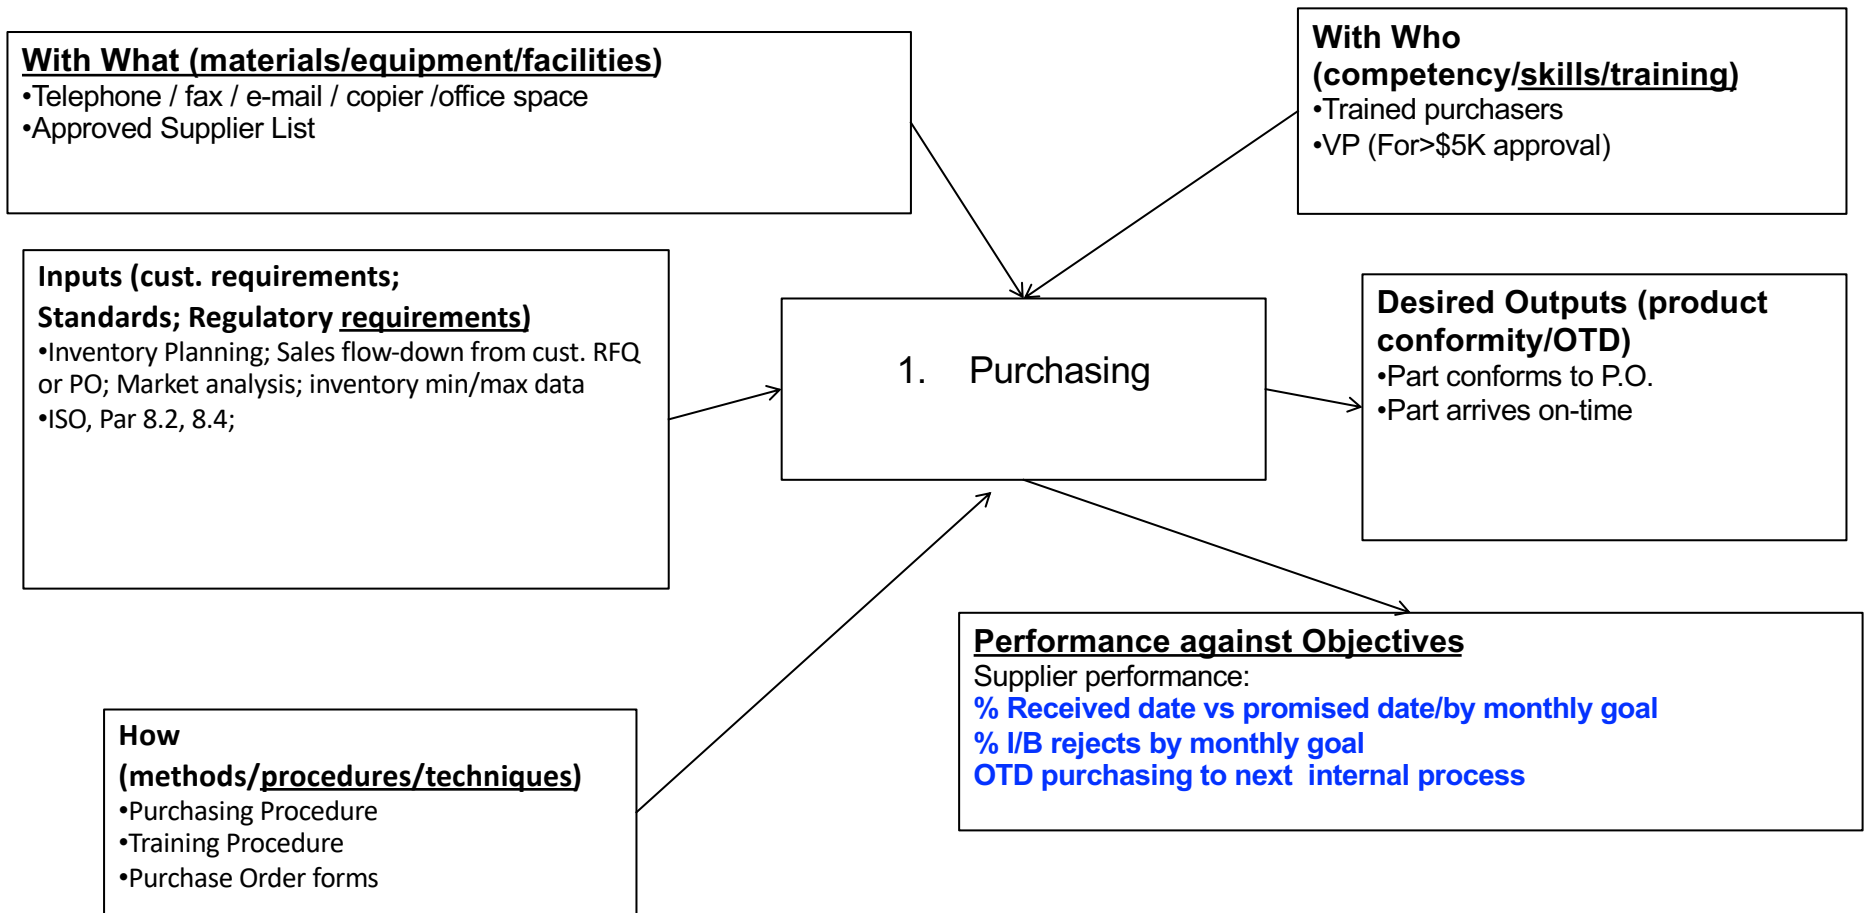 With What (materials/equipment/facilities)
•Telephone / fax / e-mail / copier /office space
•Approved Supplier List
With Who
(competency/skills/training)
•Trained purchasers
•VP (For>$5K approval)
Inputs (cust. requirements;
Standards; Regulatory requirements)
•Inventory Planning; Sales flow-down from cust. RFQ
or PO; Market analysis; inventory min/max data
•ISO, Par 8.2, 8.4;
1. Purchasing
Desired Outputs (product
conformity/OTD)
•Part conforms to P.O.
•Part arrives on-time
Performance against Objectives
Supplier performance:
% Received date vs promised date/by monthly goal
% I/B rejects by monthly goal
OTD purchasing to next internal process
How
(methods/procedures/techniques)
•Purchasing Procedure
•Training Procedure
•Purchase Order forms